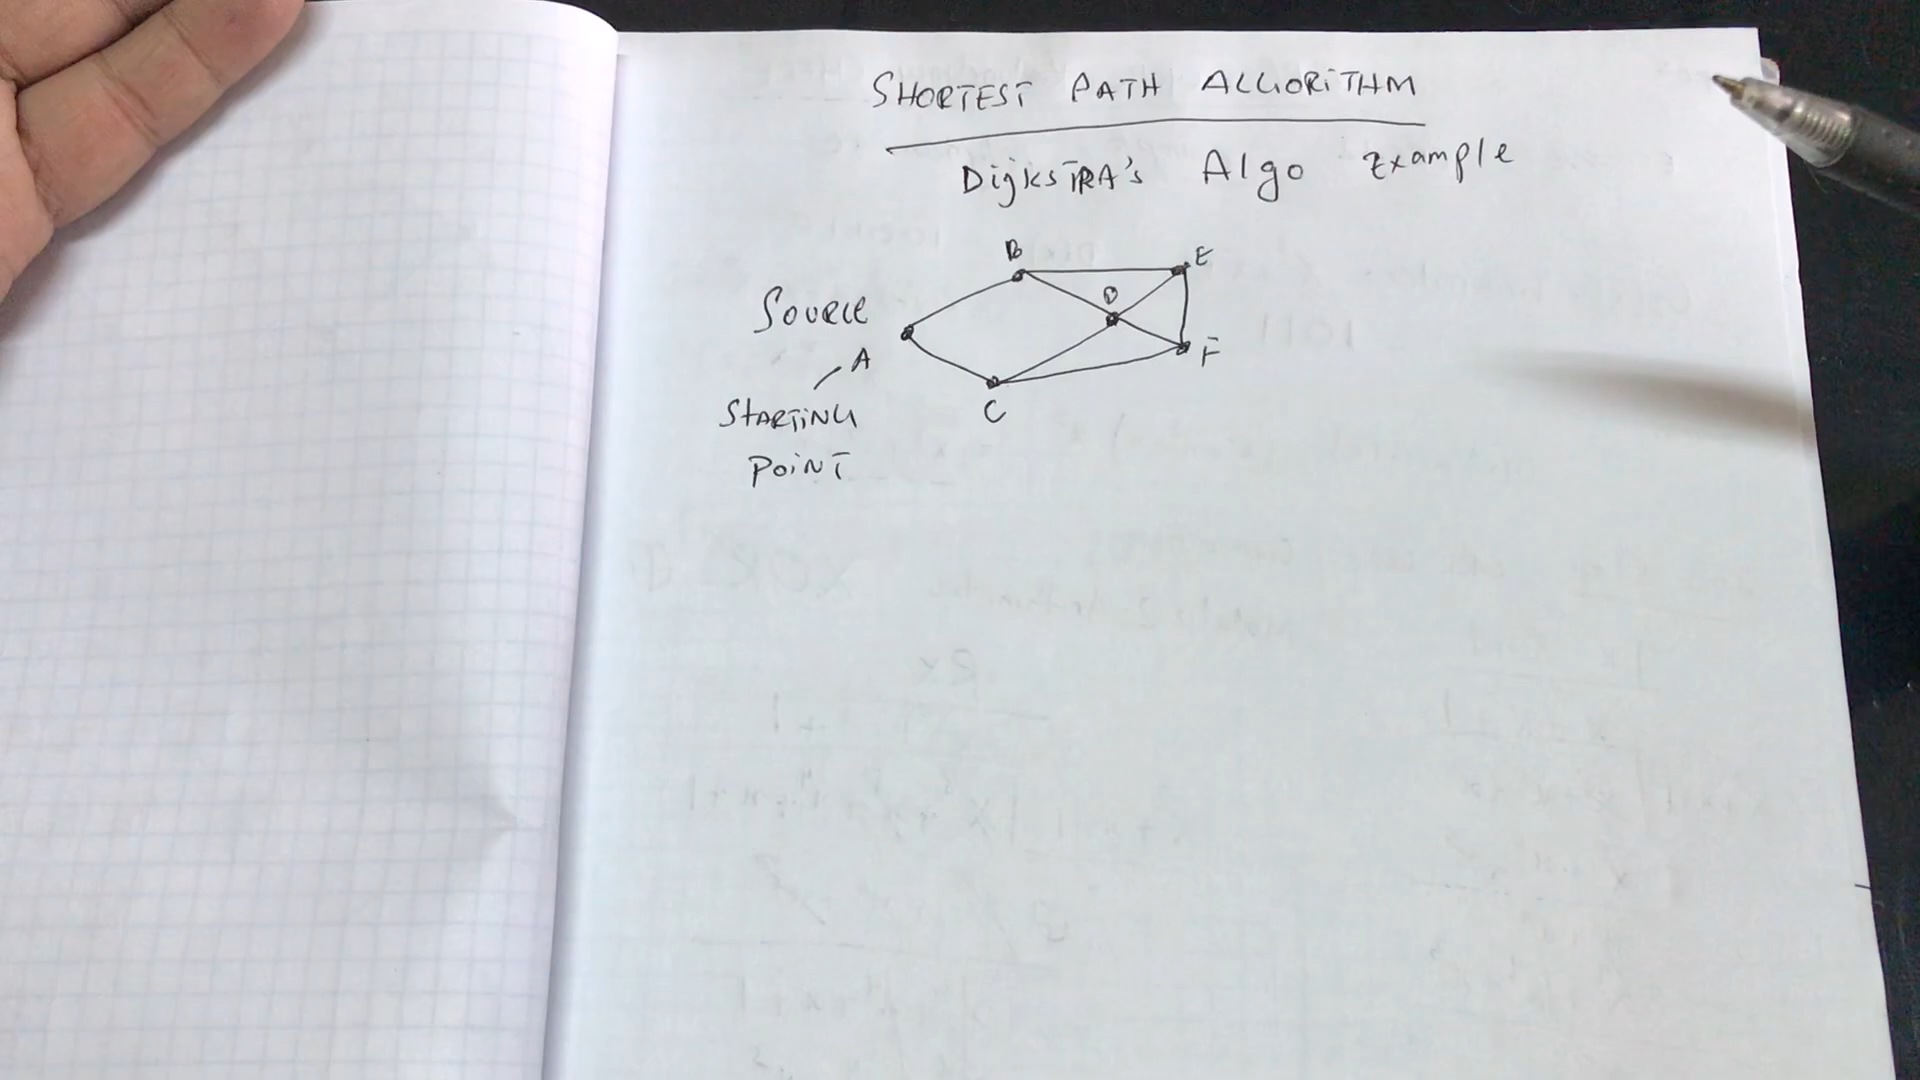 SHORTEST PATH ALGORITHM
DijkSTRA's Algo Example
B
E
Source
D
A
F
STARTING
C
POINT